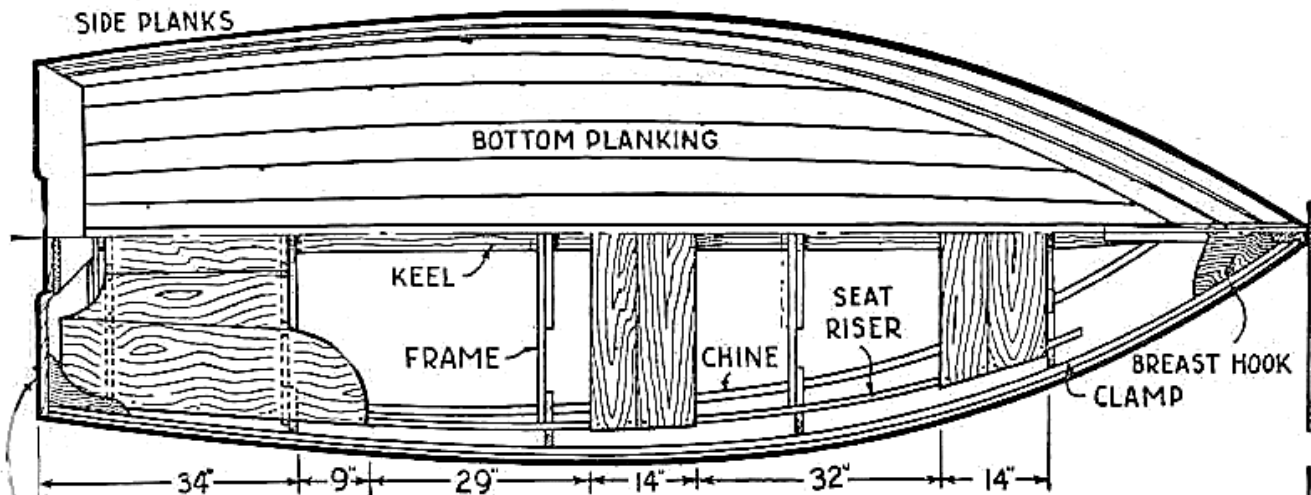 SIDE PLANKS
BOTTOM PLANKING
KEEL
FRAME
CHINE
SEAT
RISER
BREAST HOOK
CLAMP
34" 9" 29" 14" 32" 14"